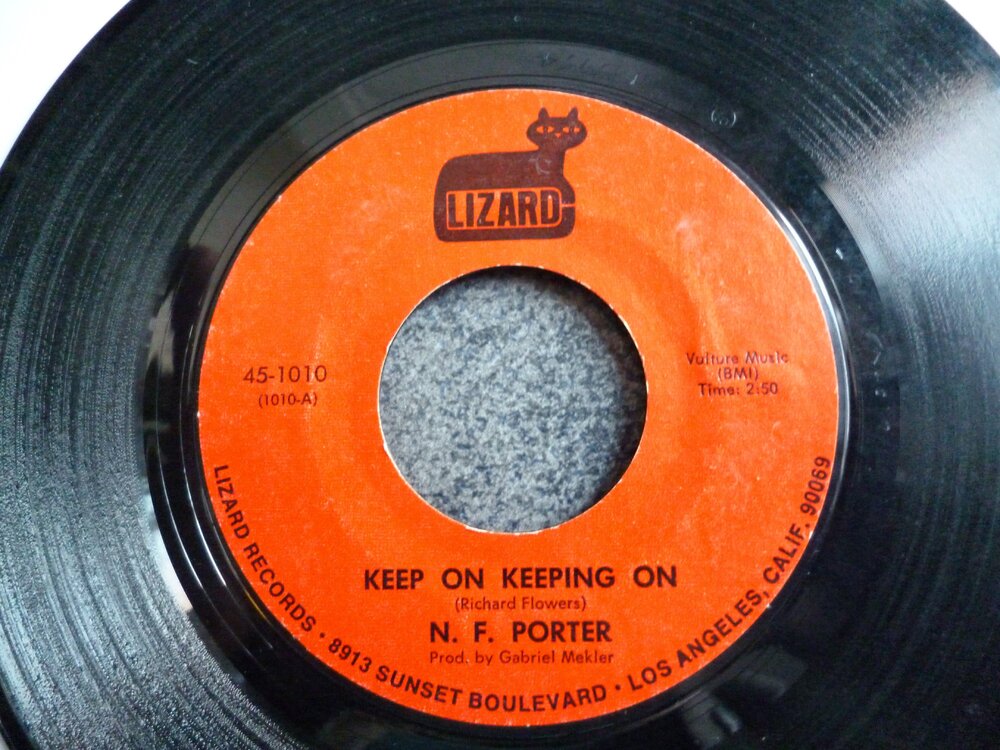 LIZARD
45-1010
(1010-A)
Vulture Music
(BMI)
Time: 2:50
KEEP ON KEEPING ON
(Richard Flowers)
N. F. PORTER
Prod. by Gabriel Mekler
LIZARD RECORDS • 8913 SUNSET BOULEVARD • LOS ANGELES, CALIF. 90069